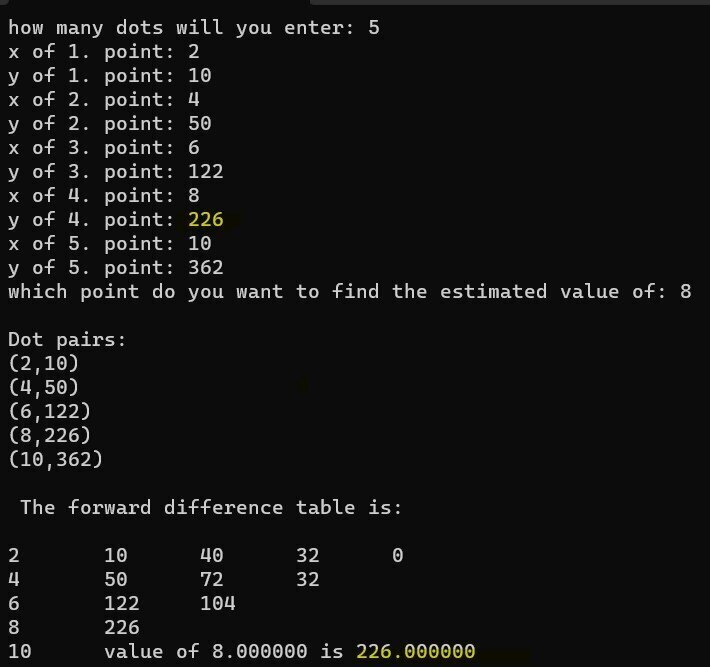 how many dots will you enter: 5
x of 1. point: 2
y of 1. point: 10
x of 2. point: 4
y of 2. point: 50
x of 3. point: 6
y of 3. point: 122
x of 4. point: 8
y of 4. point: 226
x of 5. point: 10
y of 5. point: 362
which point do you want to find the estimated value of: 8
Dot pairs:
(2,10)
(4,50)
(6,122)
(8,226)
(10,362)
The forward difference table is:
2 10 40 32 0
4 50 72 32
6 122 104
8 226
10 value of 8.000000 is 226.000000